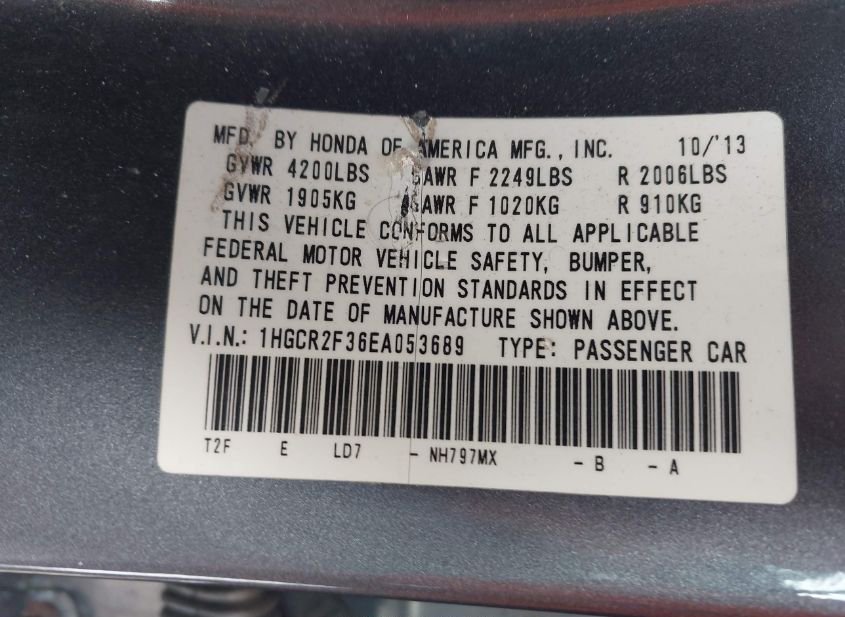 MFD. BY HONDA OF AMERICA MFG., INC. 10/'13
GVWR 4200LBS GAWR F 2249LBS R 2006LBS
GVWR 1905KG GAWR F 1020KG R 910KG
THIS VEHICLE CONFORMS TO ALL APPLICABLE
FEDERAL MOTOR VEHICLE SAFETY, BUMPER,
AND THEFT PREVENTION STANDARDS IN EFFECT
ON THE DATE OF MANUFACTURE SHOWN ABOVE.
V.I.N.: 1HGCR2F36EA053689 TYPE: PASSENGER CAR
T2F E LD7 - NH797MX - B - A